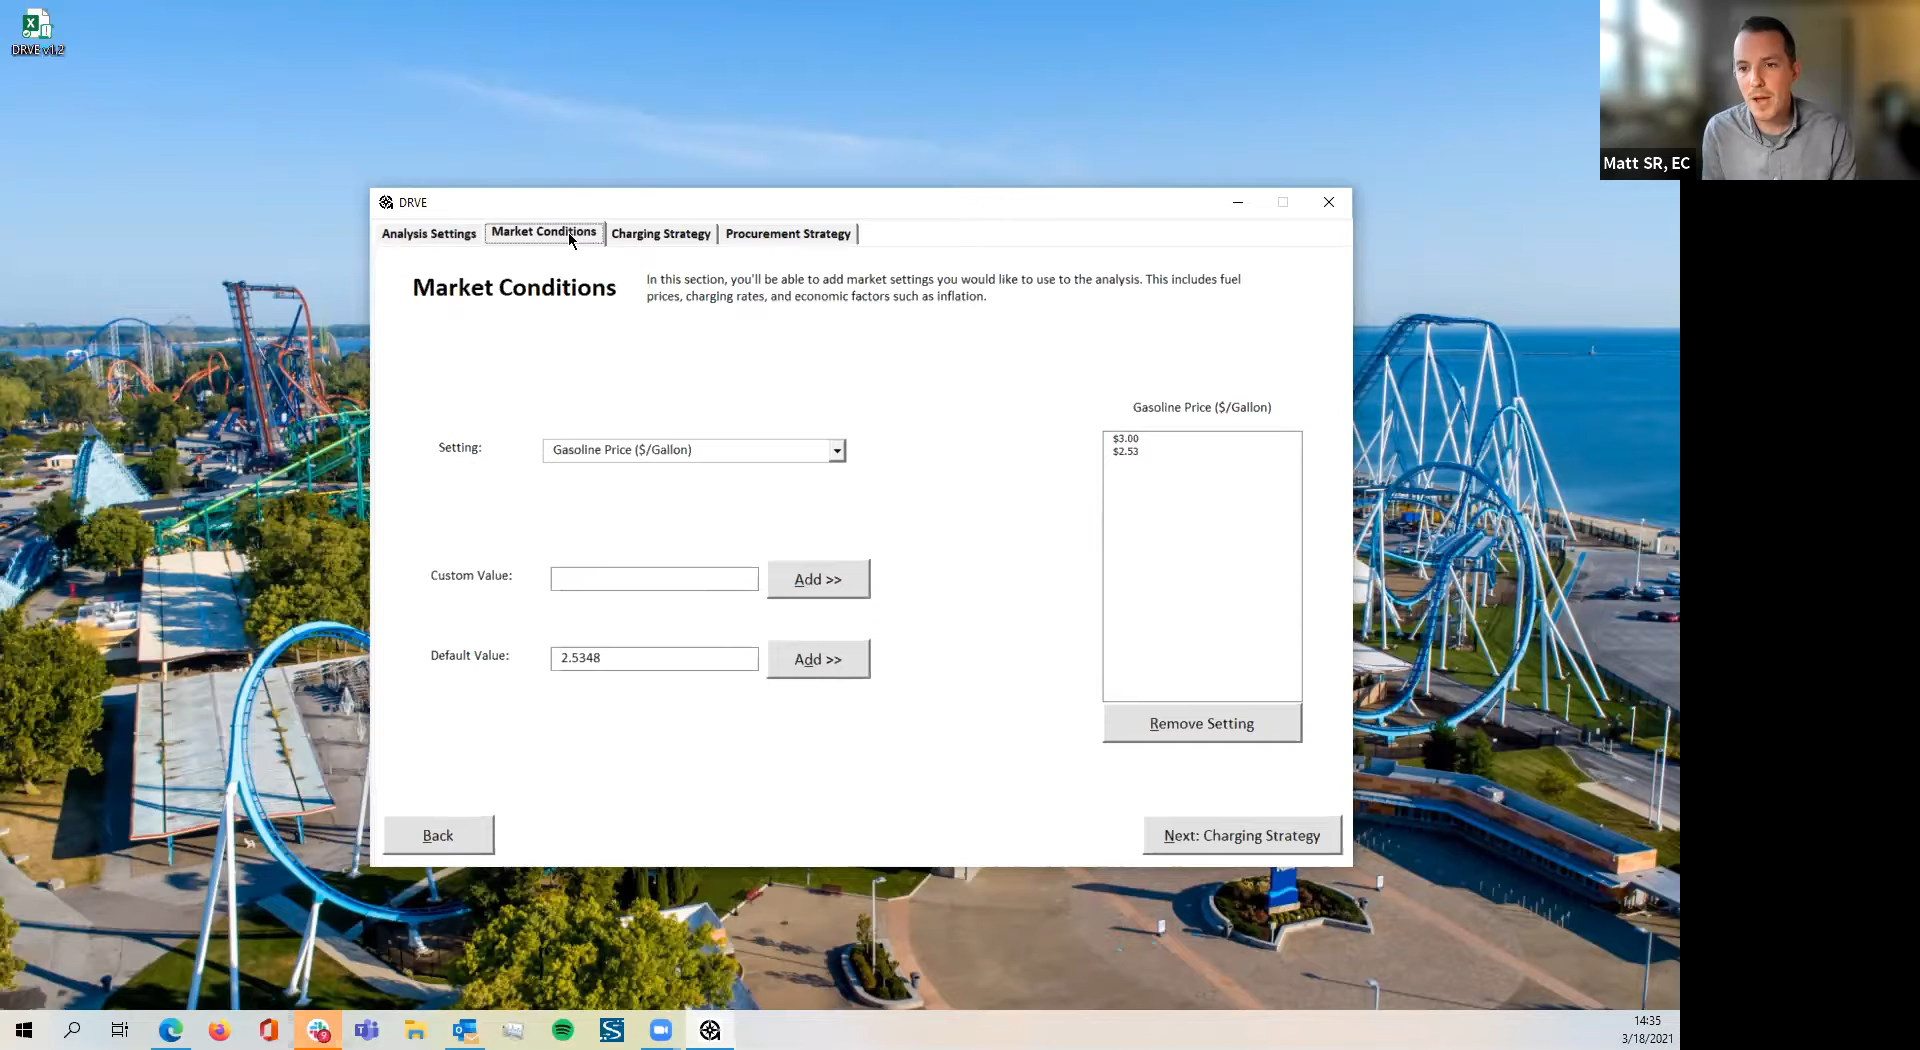 DRVE v1.2
Matt SR, EC
DRVE
Analysis Settings
Market Conditions
Charging Strategy
Procurement Strategy
Market Conditions
In this section, you'll be able to add market settings you would like to use to the analysis. This includes fuel
prices, charging rates, and economic factors such as inflation.
Gasoline Price ($/Gallon)
$3.00
$2.53
Setting:
Gasoline Price ($/Gallon)
Custom Value:
Add >>
Default Value:
2.5348
Add >>
Remove Setting
Back
Next: Charging Strategy
9
14:35
3/18/2021